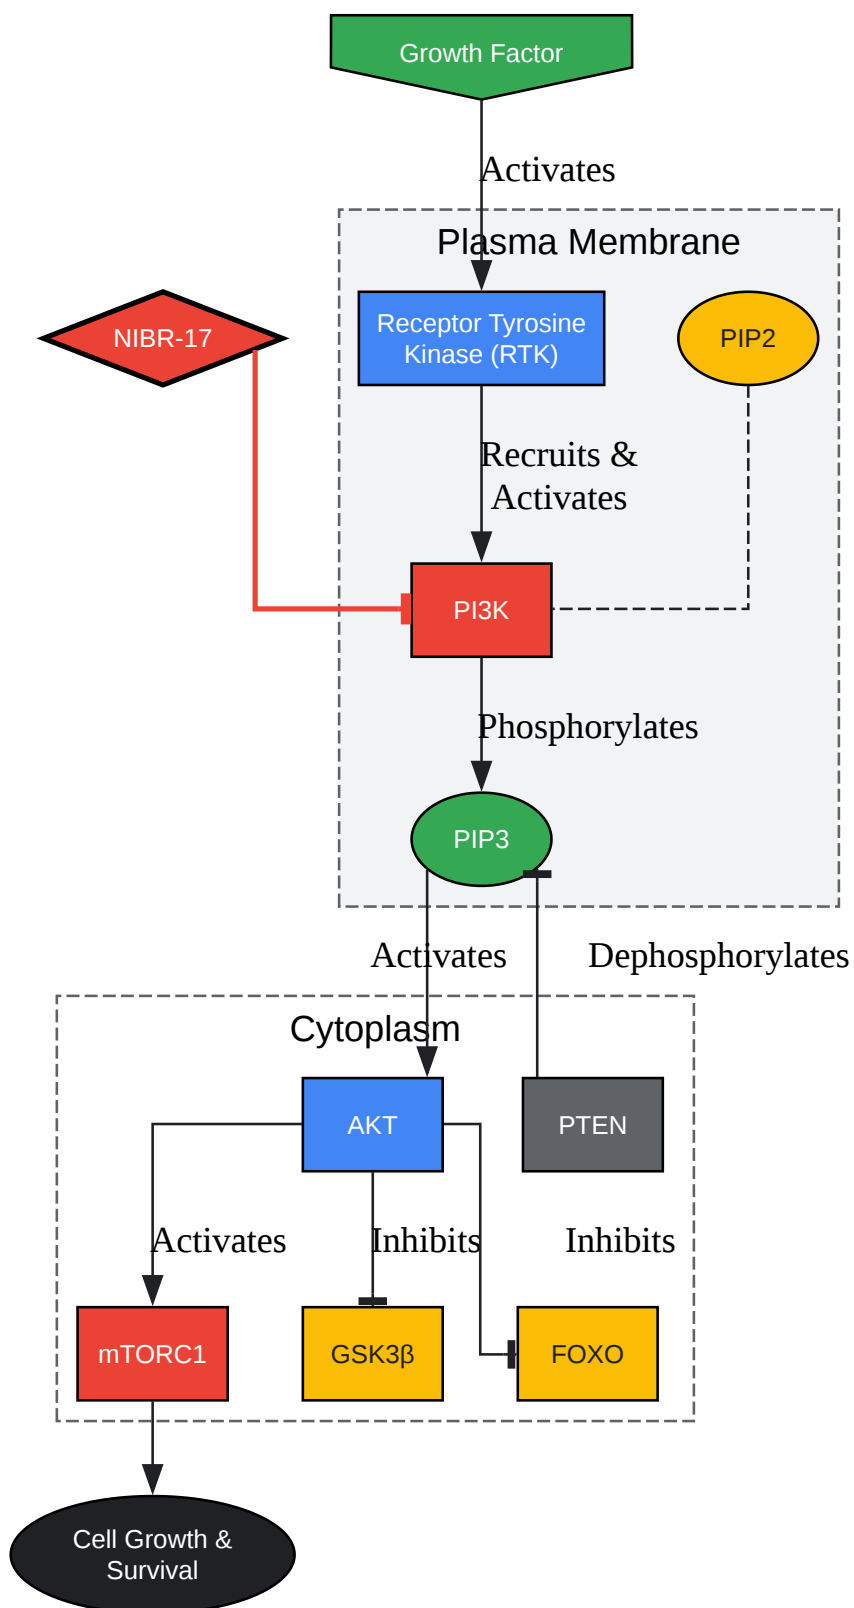 Growth Factor
Activates
Plasma Membrane
NIBR-17
Receptor Tyrosine
Kinase (RTK)
PIP2
Recruits &
Activates
PI3K
Phosphorylates
PIP3
Activates
Dephosphorylates
Cytoplasm
AKT
PTEN
Activates
Inhibits
Inhibits
mTORC1
GSK3β
FOXO
Cell Growth &
Survival